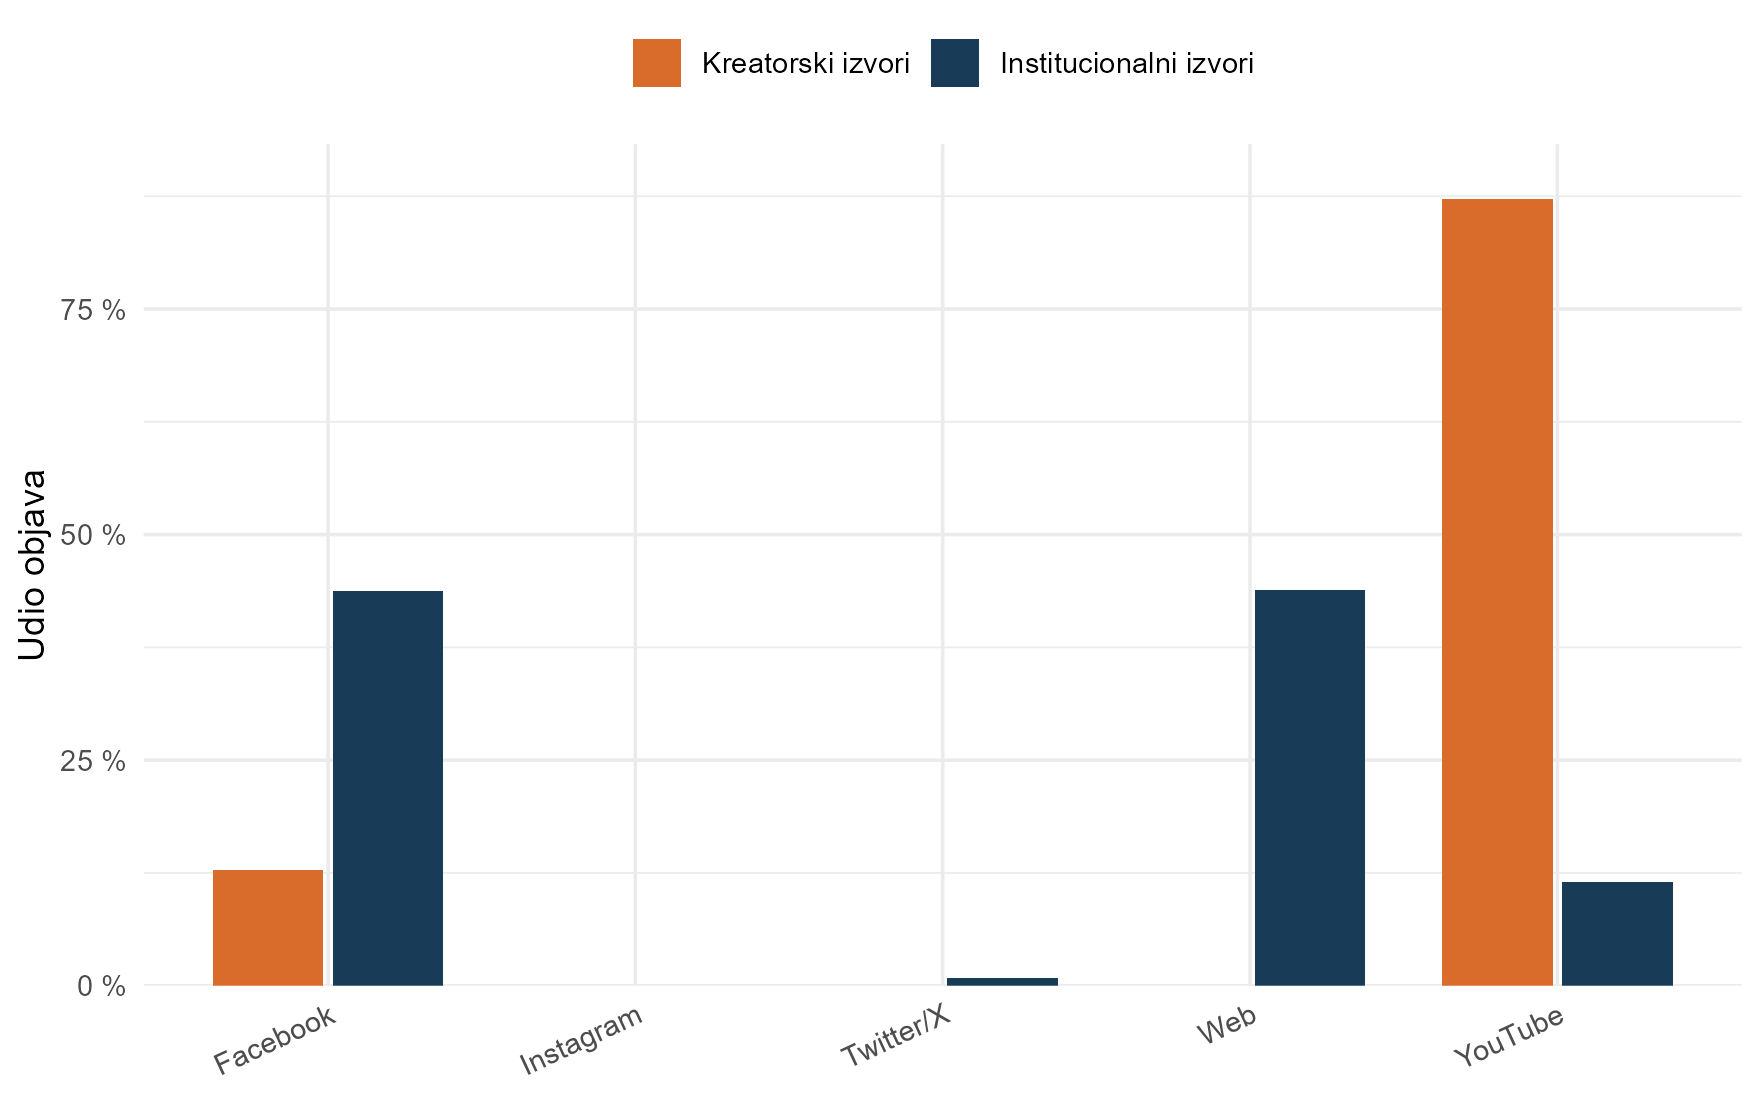 Kreatorski izvori
Institucionalni izvori
Udio objava
75 %
50 %
25 %
0 %
Facebook
Instagram
Twitter/X
Web
YouTube